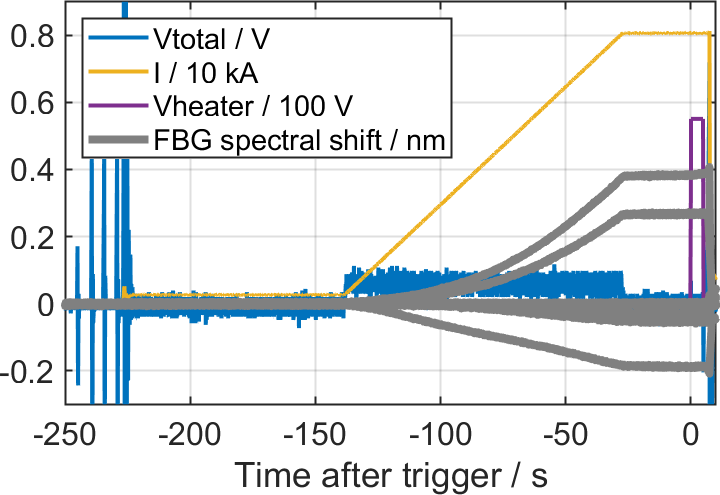 0.8
Vtotal / V
I / 10 kA
0.6
Vheater / 100 V
FBG spectral shift / nm
0.4
0.2
0
-0.2
-250 -200 -150 -100 -50 0
Time after trigger / s